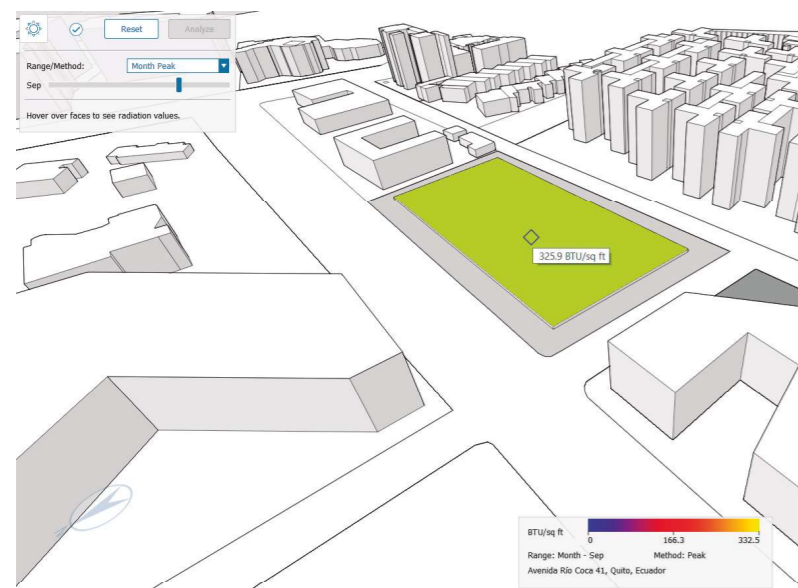 Reset
Analyze
Range/Method: Month Peak
Sep
Hover over faces to see radiation values.
325.9 BTU/sq ft
BTU/sq ft
0 166.3 332.5
Range: Month - Sep Method: Peak
Avenida Río Coca 41, Quito, Ecuador